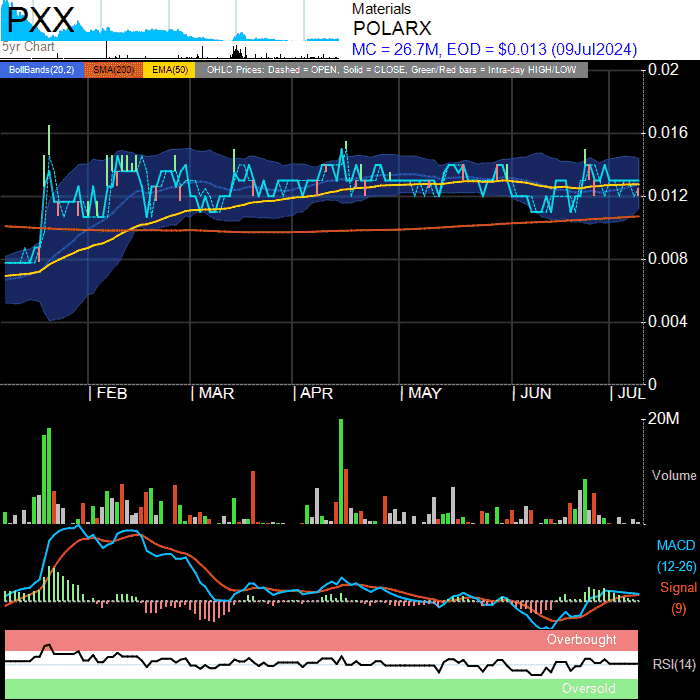 PXX
5yr Chart
Materials
POLARX
MC = 26.7M, EOD = $0.013 (09Jul2024)
BollBands(20,2) SMA(200) EMA(50) OHLC Prices: Dashed = OPEN, Solid = CLOSE, Green/Red bars = Intra-day HIGH/LOW
0.02
0.016
0.012
0.008
0.004
0
| FEB | MAR | APR | MAY | JUN | JUL
20M
Volume
MACD
(12-26)
Signal
(9)
Overbought
RSI(14)
Oversold